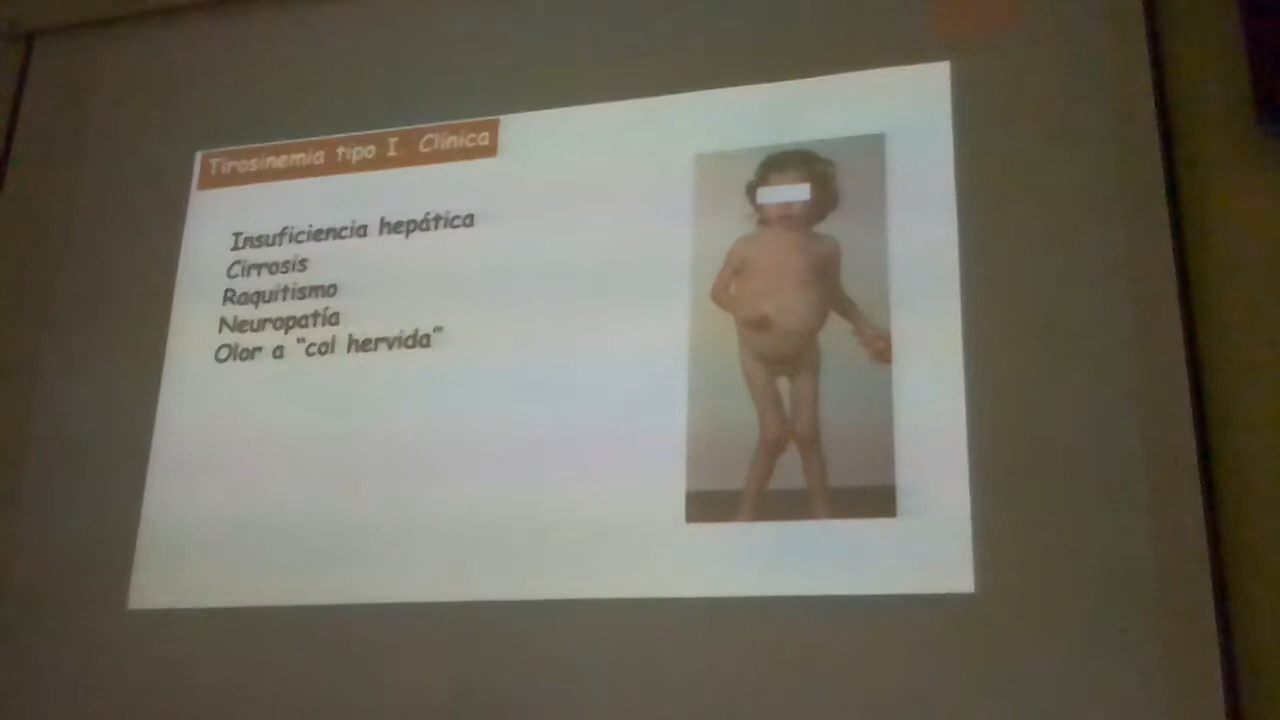 Tirosinemia tipo I. Clínica
Insuficiencia hepática
Cirrosis
Raquitismo
Neuropatía
Olor a "col hervida"